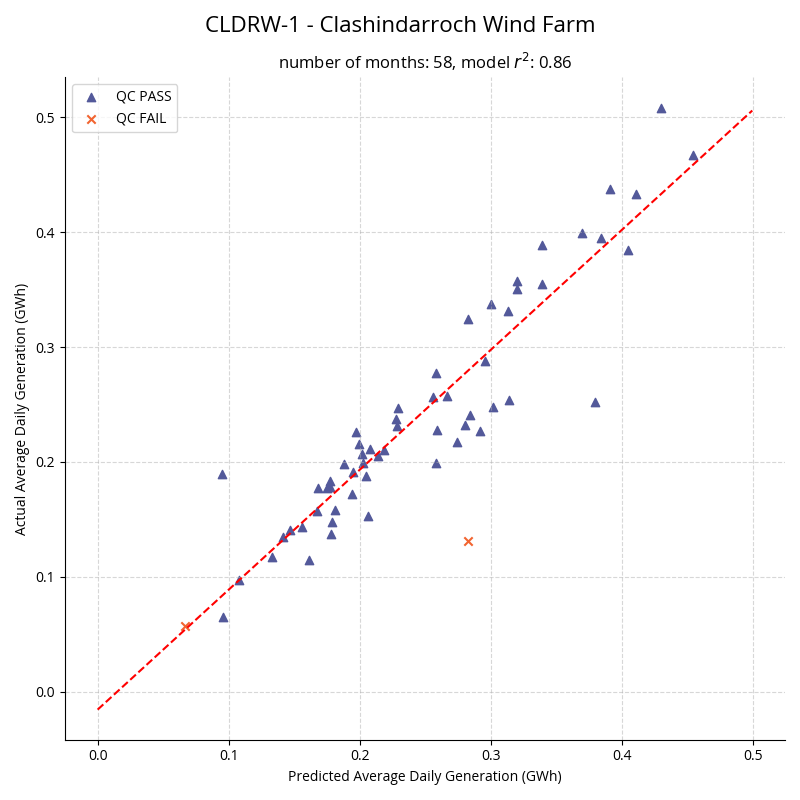 CLDRW-1 - Clashindarroch Wind Farm
number of months: 58, model r²: 0.86
QC PASS
QC FAIL
Actual Average Daily Generation (GWh)
0.5
0.4
0.3
0.2
0.1
0.0
0.0 0.1 0.2 0.3 0.4 0.5
Predicted Average Daily Generation (GWh)